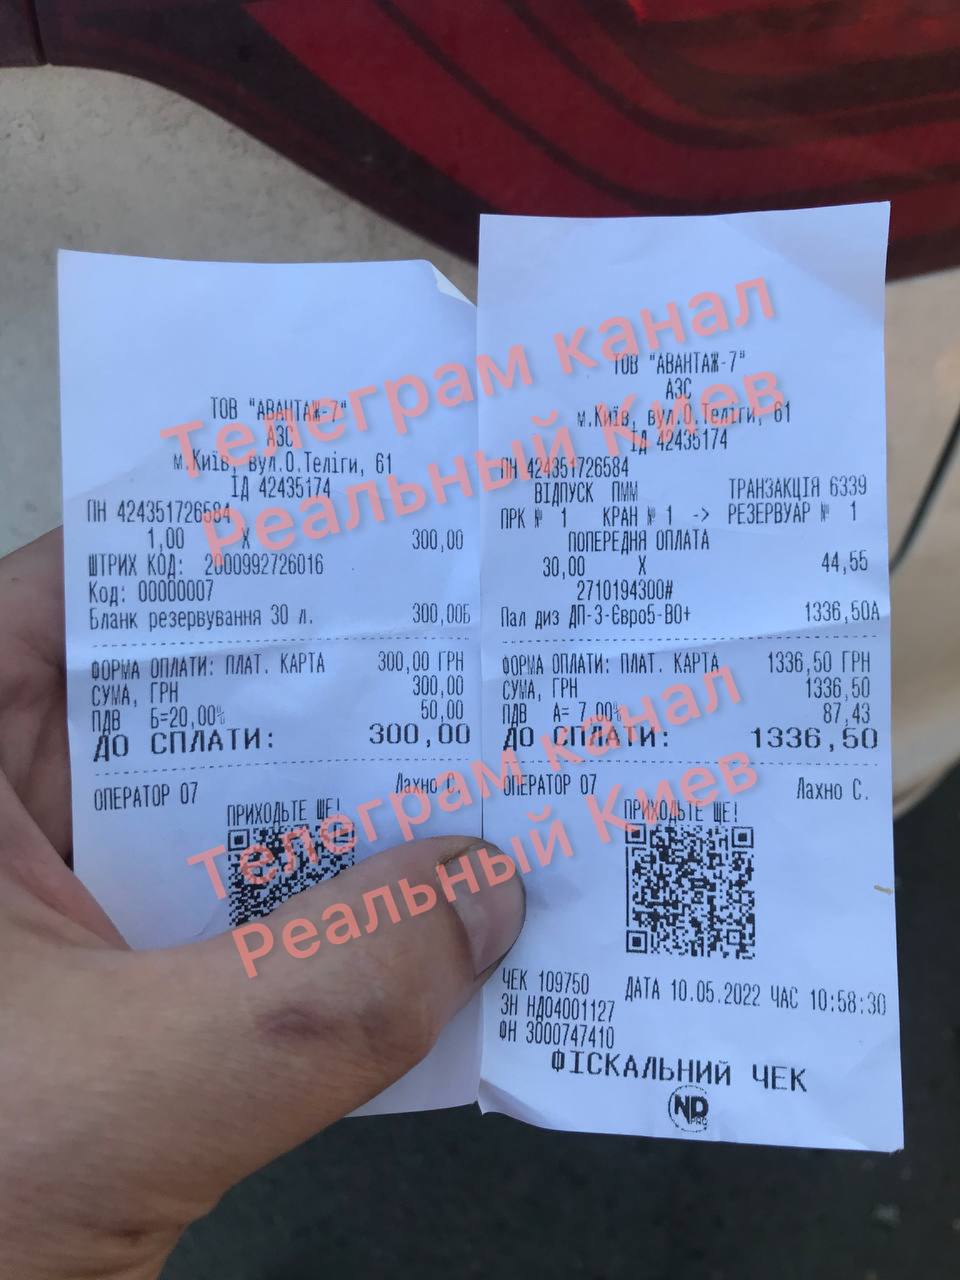 ТОВ "АВАНТАЖ-7"
АЗС
м.Київ, вул.О.Теліги, 61
ІД 42435174
ПН 424351726584
1,00 X 300,00
ШТРИХ КОД: 2000992726016
Код: 00000007
Бланк резервування 30 л. 300,00Б
ФОРМА ОПЛАТИ: ПЛАТ. КАРТА 300,00 ГРН
СУМА, ГРН 300,00
ПДВ Б=20,00% 50,00
ДО СПЛАТИ: 300,00
ОПЕРАТОР 07 Лахно С.
ПРИХОДЬТЕ ЩЕ!
ТОВ "АВАНТАЖ-7"
АЗС
м.Київ, вул.О.Теліги, 61
ІД 42435174
ПН 424351726584
ВІДПУСК ПММ ТРАНЗАКЦІЯ 6339
ПРК № 1 КРАН № 1 -> РЕЗЕРВУАР № 1
ПОПЕРЕДНЯ ОПЛАТА
30,00 X 44,55
2710194300#
Пал диз ДП-З-Євро5-В0+ 1336,50А
ФОРМА ОПЛАТИ: ПЛАТ. КАРТА 1336,50 ГРН
СУМА, ГРН 1336,50
ПДВ А= 7,00% 87,43
ДО СПЛАТИ: 1336,50
ОПЕРАТОР 07 Лахно С.
ПРИХОДЬТЕ ЩЕ!
ЧЕК 109750 ДАТА 10.05.2022 ЧАС 10:58:30
ЗН НД04001127
ФН 3000747410
ФІСКАЛЬНИЙ ЧЕК
ND
PRO
Телеграм канал
Реальный Киев
Телеграм канал
Реальный Киев